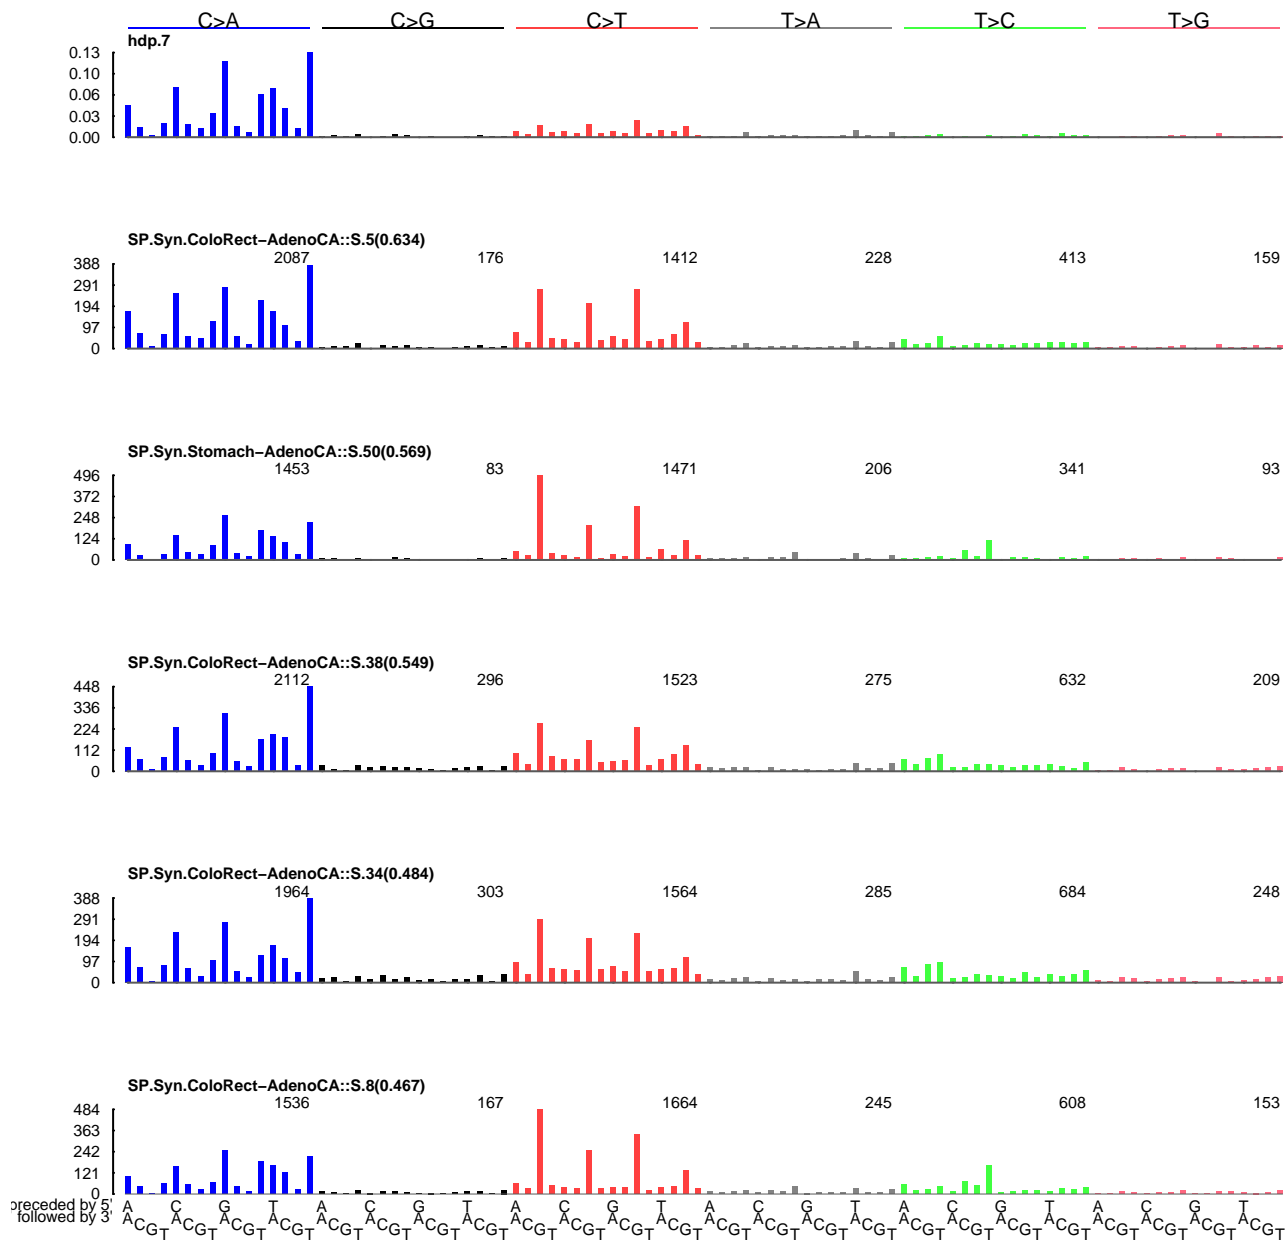 C>A C>G C>T T>A T>C T>G
hdp.7
0.13
0.10
0.06
0.03
0.00
SP.Syn.ColoRect−AdenoCA::S.5(0.634)
2087 176 1412 228 413 159
388
291
194
97
0
SP.Syn.Stomach−AdenoCA::S.50(0.569)
1453 83 1471 206 341 93
496
372
248
124
0
SP.Syn.ColoRect−AdenoCA::S.38(0.549)
2112 296 1523 275 632 209
448
336
224
112
0
SP.Syn.ColoRect−AdenoCA::S.34(0.484)
1964 303 1564 285 684 248
388
291
194
97
0
SP.Syn.ColoRect−AdenoCA::S.8(0.467)
1536 167 1664 245 608 153
484
363
242
121
0
preceded by 5' A C G T A C G T A C G T A C G T A C G T A C G T
followed by 3' A C G T A C G T A C G T A C G T A C G T A C G T A C G T A C G T A C G T A C G T A C G T A C G T A C G T A C G T A C G T A C G T A C G T A C G T A C G T A C G T A C G T A C G T A C G T A C G T